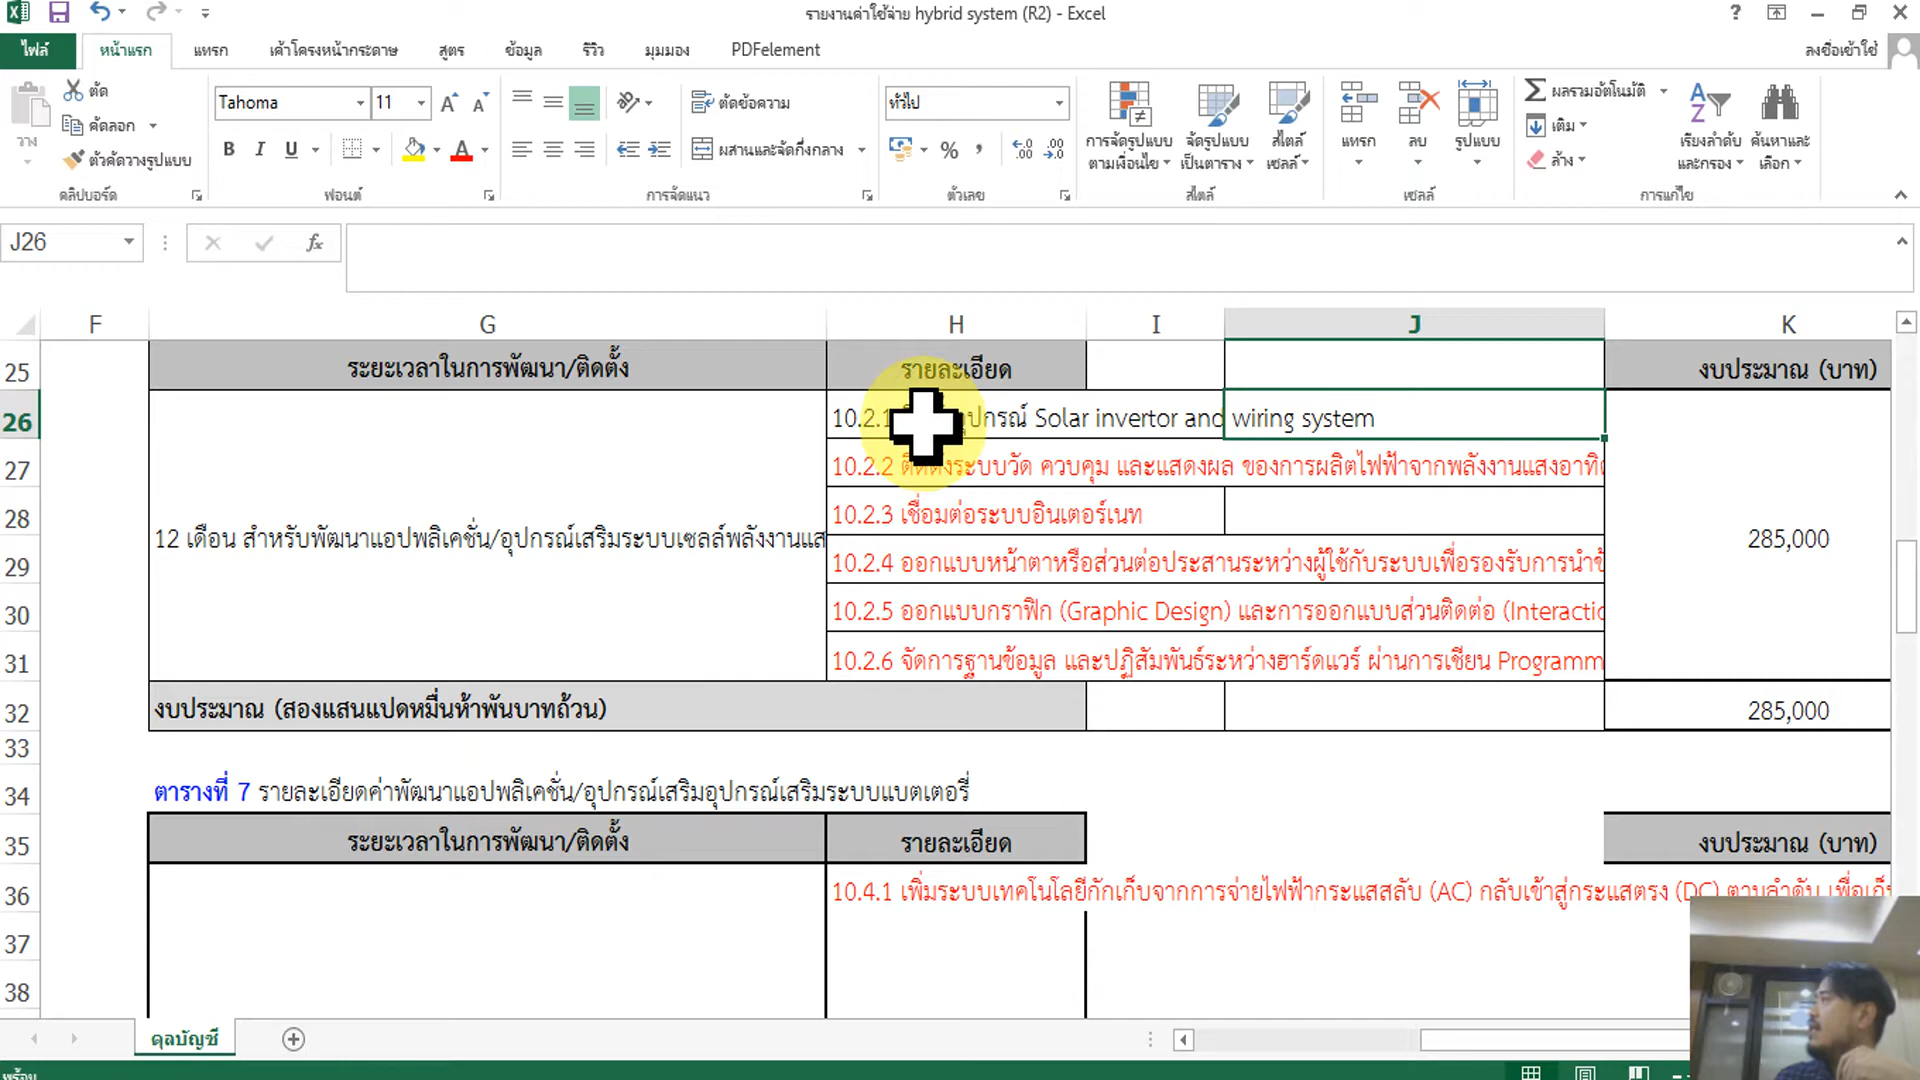 รายงานค่าใช้จ่าย hybrid system (R2) - Excel
ไฟล์ หน้าแรก แทรก เค้าโครงหน้ากระดาษ สูตร ข้อมูล รีวิว มุมมอง PDFelement ลงชื่อเข้าใช้
วาง ตัด คัดลอก ตัวคัดวางรูปแบบ คลิปบอร์ด
Tahoma 11 B I U ฟอนต์
ตัดข้อความ ผสานและจัดกึ่งกลาง การจัดแนว
ทั่วไป % ตัวเลข
การจัดรูปแบบตามเงื่อนไข จัดรูปแบบเป็นตาราง สไตล์เซลล์ สไตล์
แทรก ลบ รูปแบบ เซลล์
ผลรวมอัตโนมัติ เติม ล้าง เรียงลำดับและกรอง ค้นหาและเลือก การแก้ไข
J26 fx
F G H I J K
25 ระยะเวลาในการพัฒนา/ติดตั้ง รายละเอียด งบประมาณ (บาท)
26 10.2.1 อุปกรณ์ Solar invertor and wiring system
27 10.2.2 ติดตั้งระบบวัด ควบคุม และแสดงผล ของการผลิตไฟฟ้าจากพลังงานแสงอาทิต
28 10.2.3 เชื่อมต่อระบบอินเตอร์เนท
12 เดือน สำหรับพัฒนาแอปพลิเคชั่น/อุปกรณ์เสริมระบบเซลล์พลังงานแส 285,000
29 10.2.4 ออกแบบหน้าตาหรือส่วนต่อประสานระหว่างผู้ใช้กับระบบเพื่อรองรับการนำข้
30 10.2.5 ออกแบบกราฟิก (Graphic Design) และการออกแบบส่วนติดต่อ (Interactio
31 10.2.6 จัดการฐานข้อมูล และปฏิสัมพันธ์ระหว่างฮาร์ดแวร์ ผ่านการเขียน Programm
32 งบประมาณ (สองแสนแปดหมื่นห้าพันบาทถ้วน) 285,000
33
34 ตารางที่ 7 รายละเอียดค่าพัฒนาแอปพลิเคชั่น/อุปกรณ์เสริมอุปกรณ์เสริมระบบแบตเตอรี่
35 ระยะเวลาในการพัฒนา/ติดตั้ง รายละเอียด งบประมาณ (บาท)
36 10.4.1 เพิ่มระบบเทคโนโลยีกักเก็บจากการจ่ายไฟฟ้ากระแสสลับ (AC) กลับเข้าสู่กระแสตรง (DC) ตามลำดับ เพื่อเก็บ
37
38
ดุลบัญชี
พร้อม